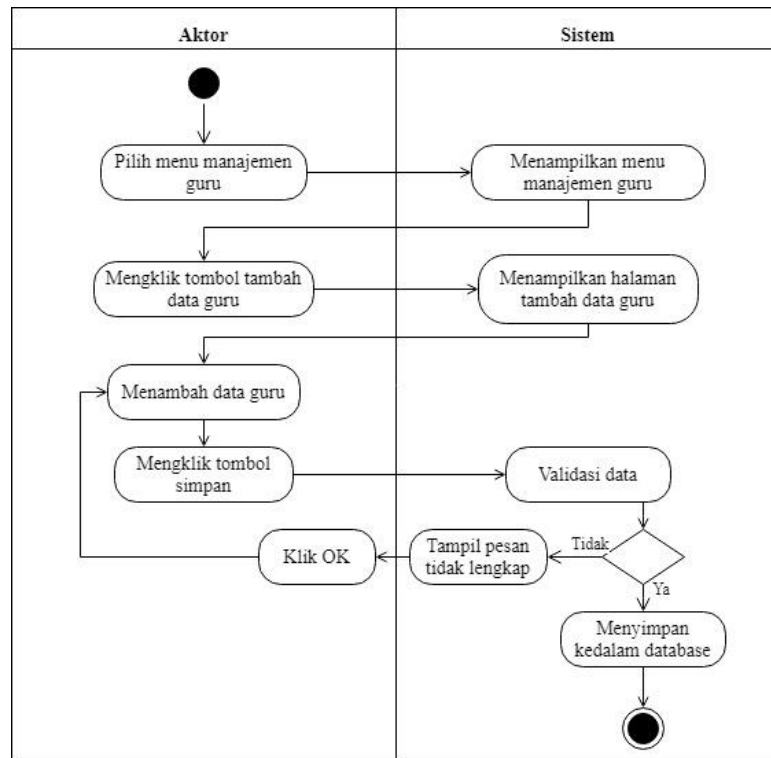 Aktor
Sistem
Pilih menu manajemen
guru
Menampilkan menu
manajemen guru
Mengklik tombol tambah
data guru
Menampilkan halaman
tambah data guru
Menambah data guru
Mengklik tombol
simpan
Validasi data
Tidak
Tampil pesan
tidak lengkap
Klik OK
Ya
Menyimpan
kedalam database